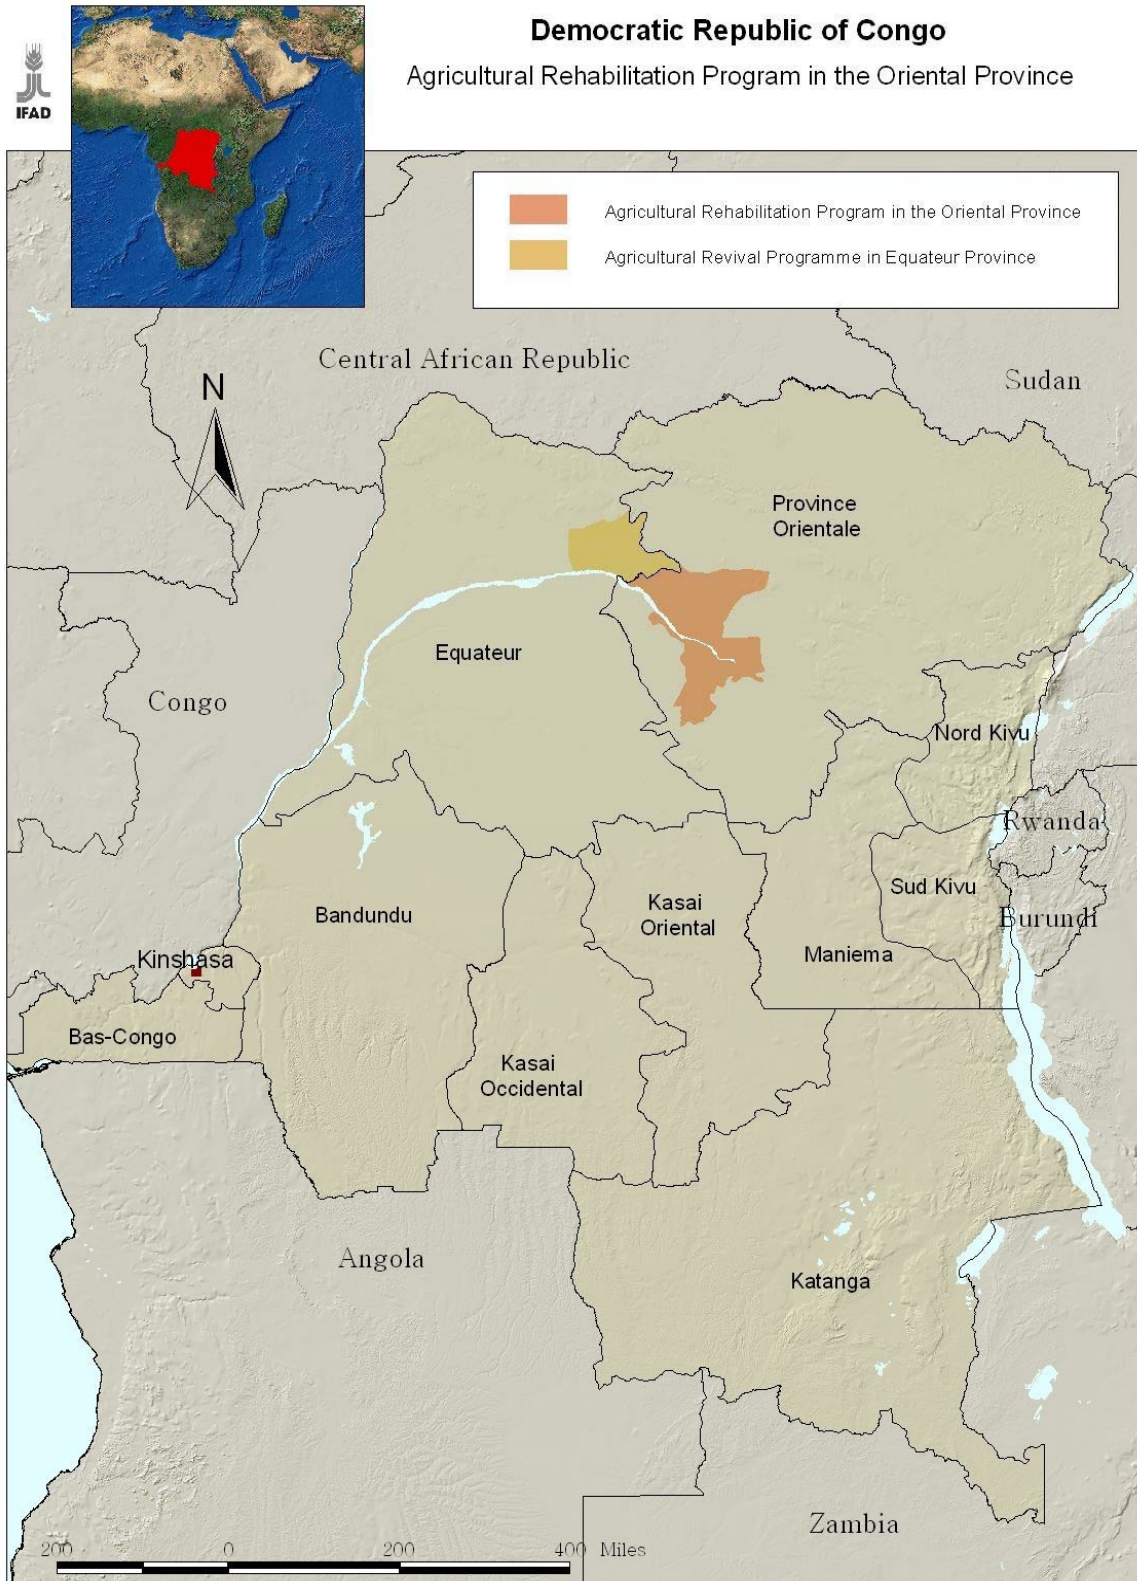 Democratic Republic of Congo
Agricultural Rehabilitation Program in the Oriental Province
IFAD
Agricultural Rehabilitation Program in the Oriental Province
Agricultural Revival Programme in Equateur Province
Central African Republic
Sudan
N
Province
Orientale
Equateur
Congo
Nord Kivu
Rwanda
Sud Kivu
Burundi
Kasai
Oriental
Bandundu
Maniema
Kinshasa
Bas-Congo
Kasai
Occidental
Angola
Katanga
Zambia
200 0 200 400 Miles